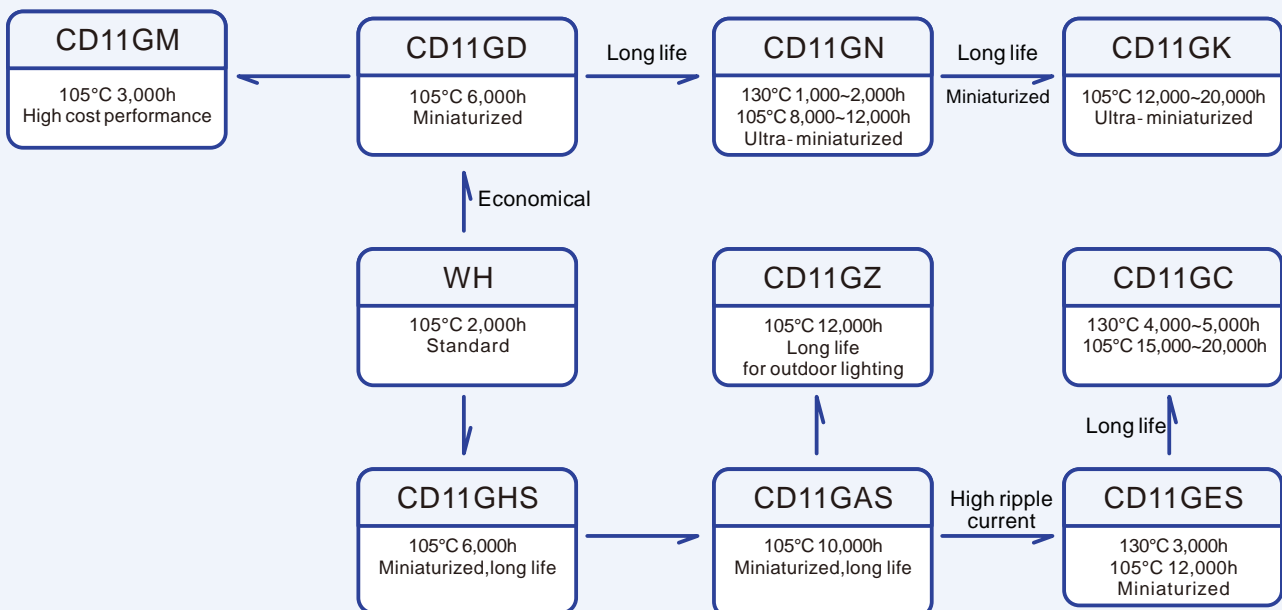 CD11GM
105°C 3,000h
High cost performance
CD11GD
105°C 6,000h
Miniaturized
Long life
CD11GN
130°C 1,000~2,000h
105°C 8,000~12,000h
Ultra-miniaturized
Long life
Miniaturized
CD11GK
105°C 12,000~20,000h
Ultra-miniaturized
Economical
WH
105°C 2,000h
Standard
CD11GZ
105°C 12,000h
Long life
for outdoor lighting
CD11GC
130°C 4,000~5,000h
105°C 15,000~20,000h
Long life
CD11GHS
105°C 6,000h
Miniaturized,long life
CD11GAS
105°C 10,000h
Miniaturized,long life
High ripple
current
CD11GES
130°C 3,000h
105°C 12,000h
Miniaturized